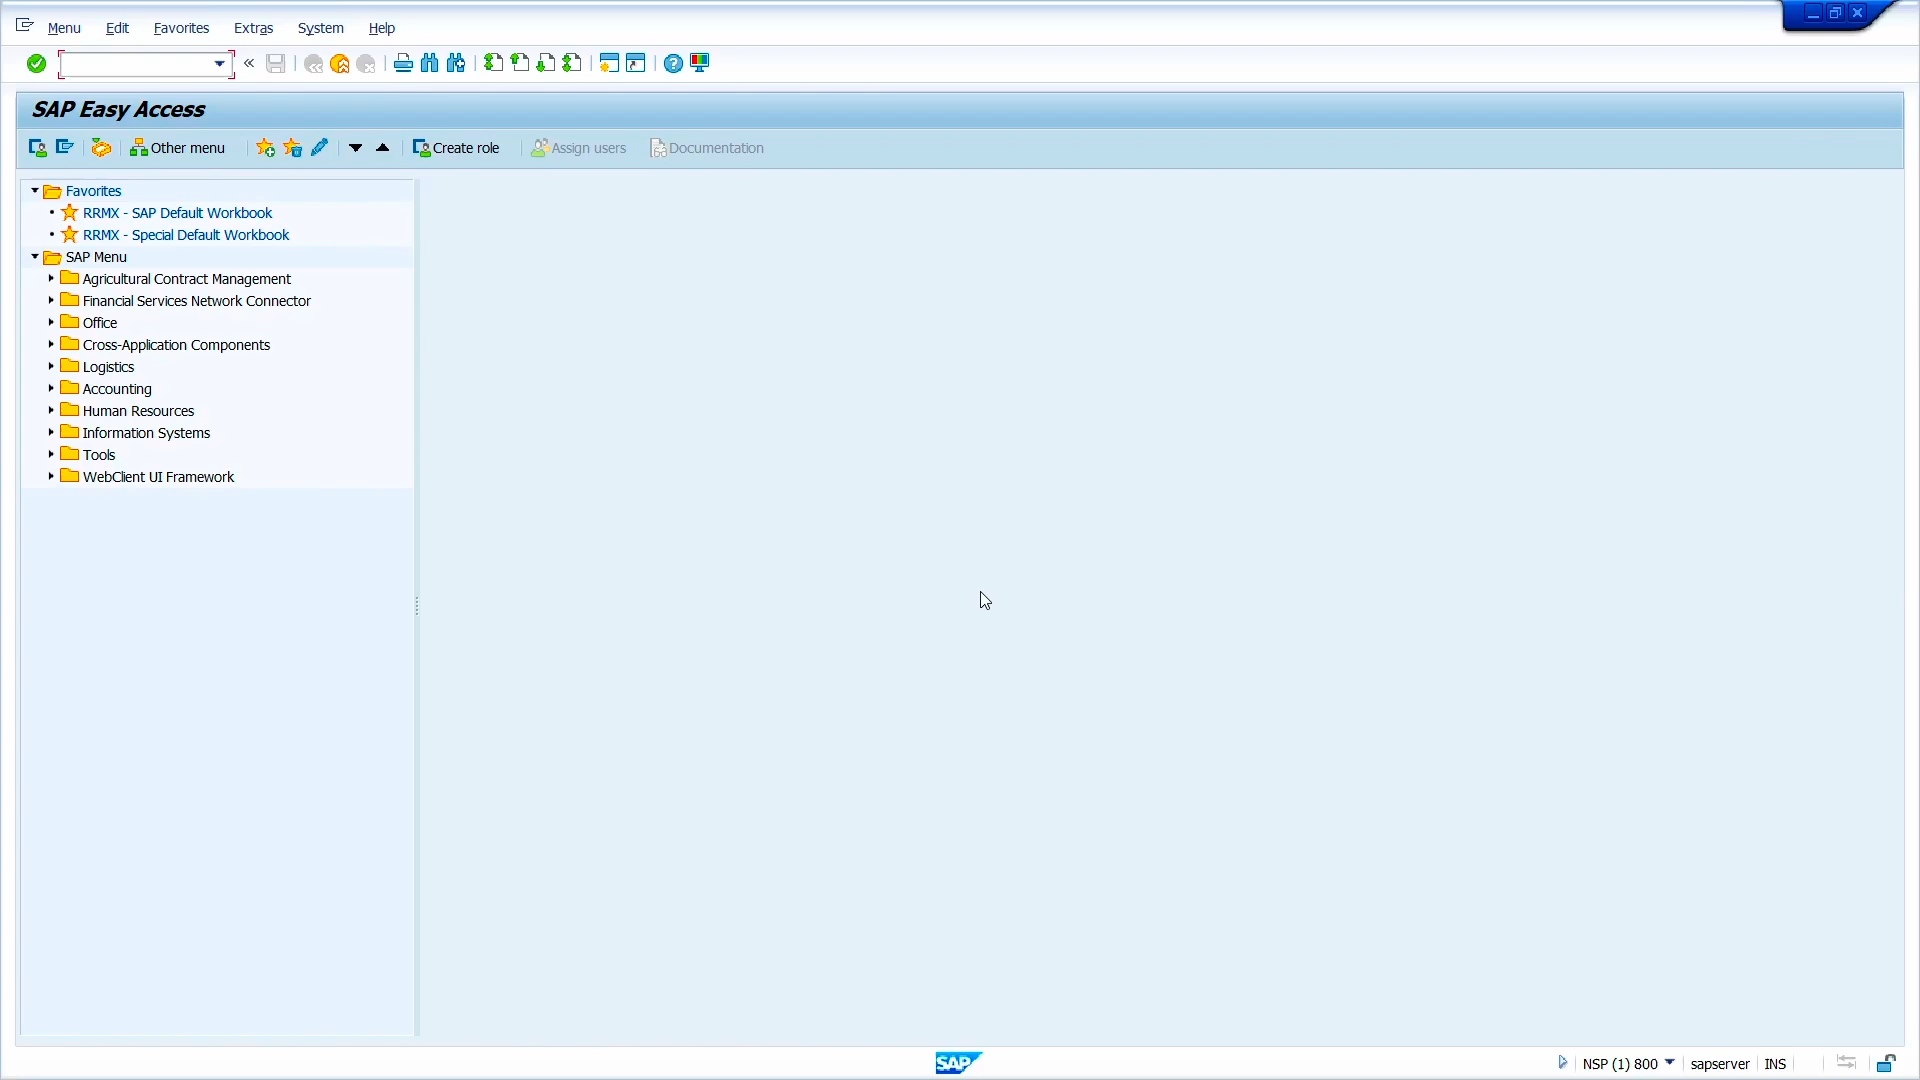 Menu Edit Favorites Extras System Help
SAP Easy Access
Other menu Create role Assign users Documentation
Favorites
RRMX - SAP Default Workbook
RRMX - Special Default Workbook
SAP Menu
Agricultural Contract Management
Financial Services Network Connector
Office
Cross-Application Components
Logistics
Accounting
Human Resources
Information Systems
Tools
WebClient UI Framework
SAP NSP (1) 800 sapserver INS